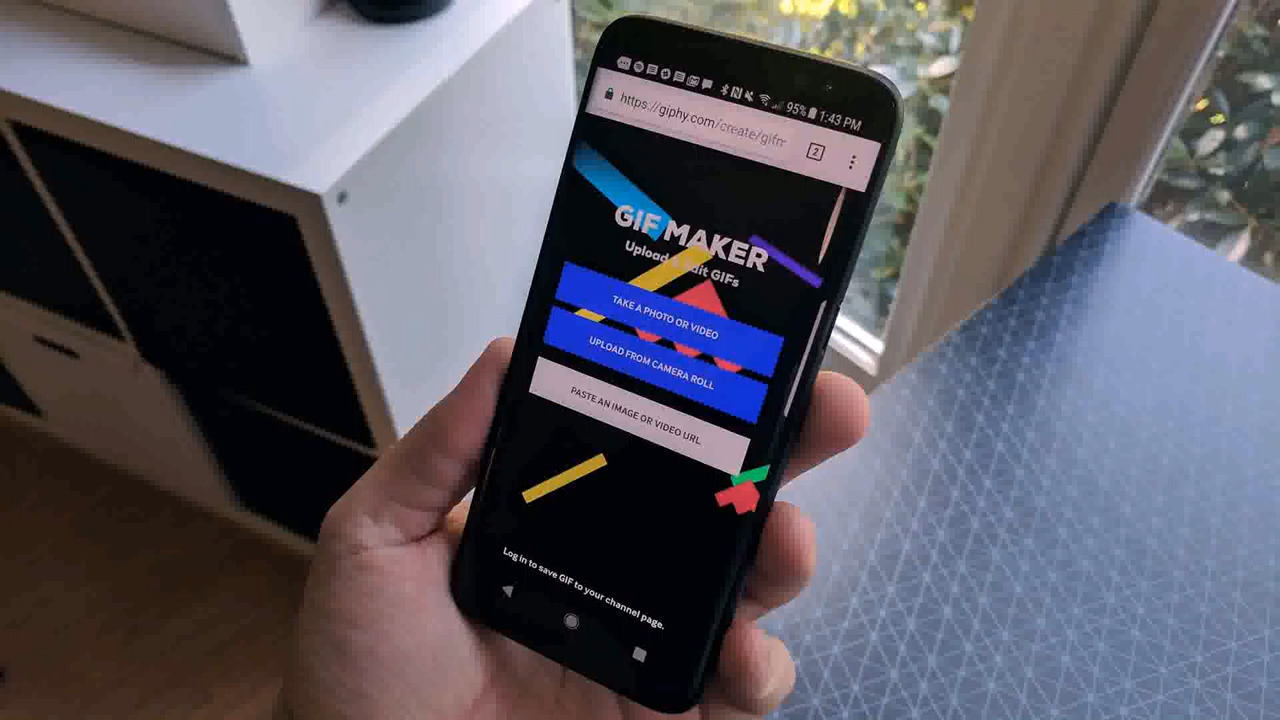 95% 1:43 PM
https://giphy.com/create/gifm
2
GIF MAKER
Upload GIFs
TAKE A PHOTO OR VIDEO
UPLOAD FROM CAMERA ROLL
PASTE AN IMAGE OR VIDEO URL
Log in to save GIF to your channel page.